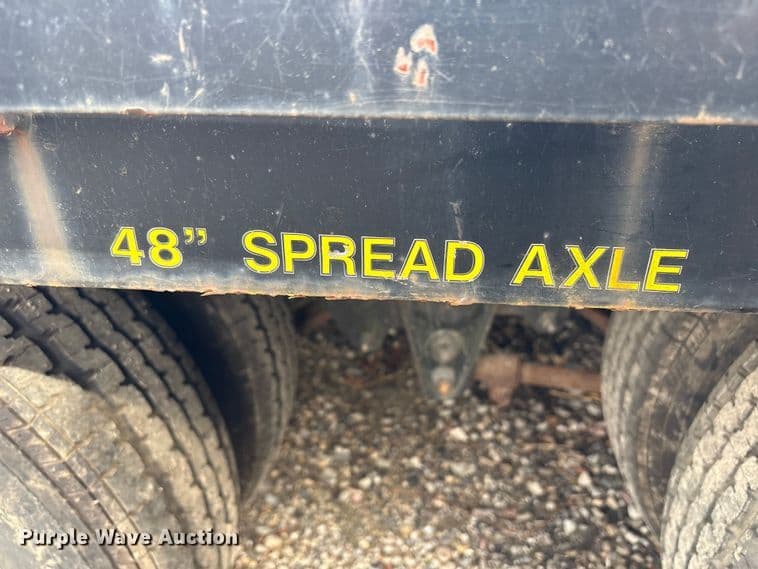 48” SPREAD AXLE
Purple Wave Auction